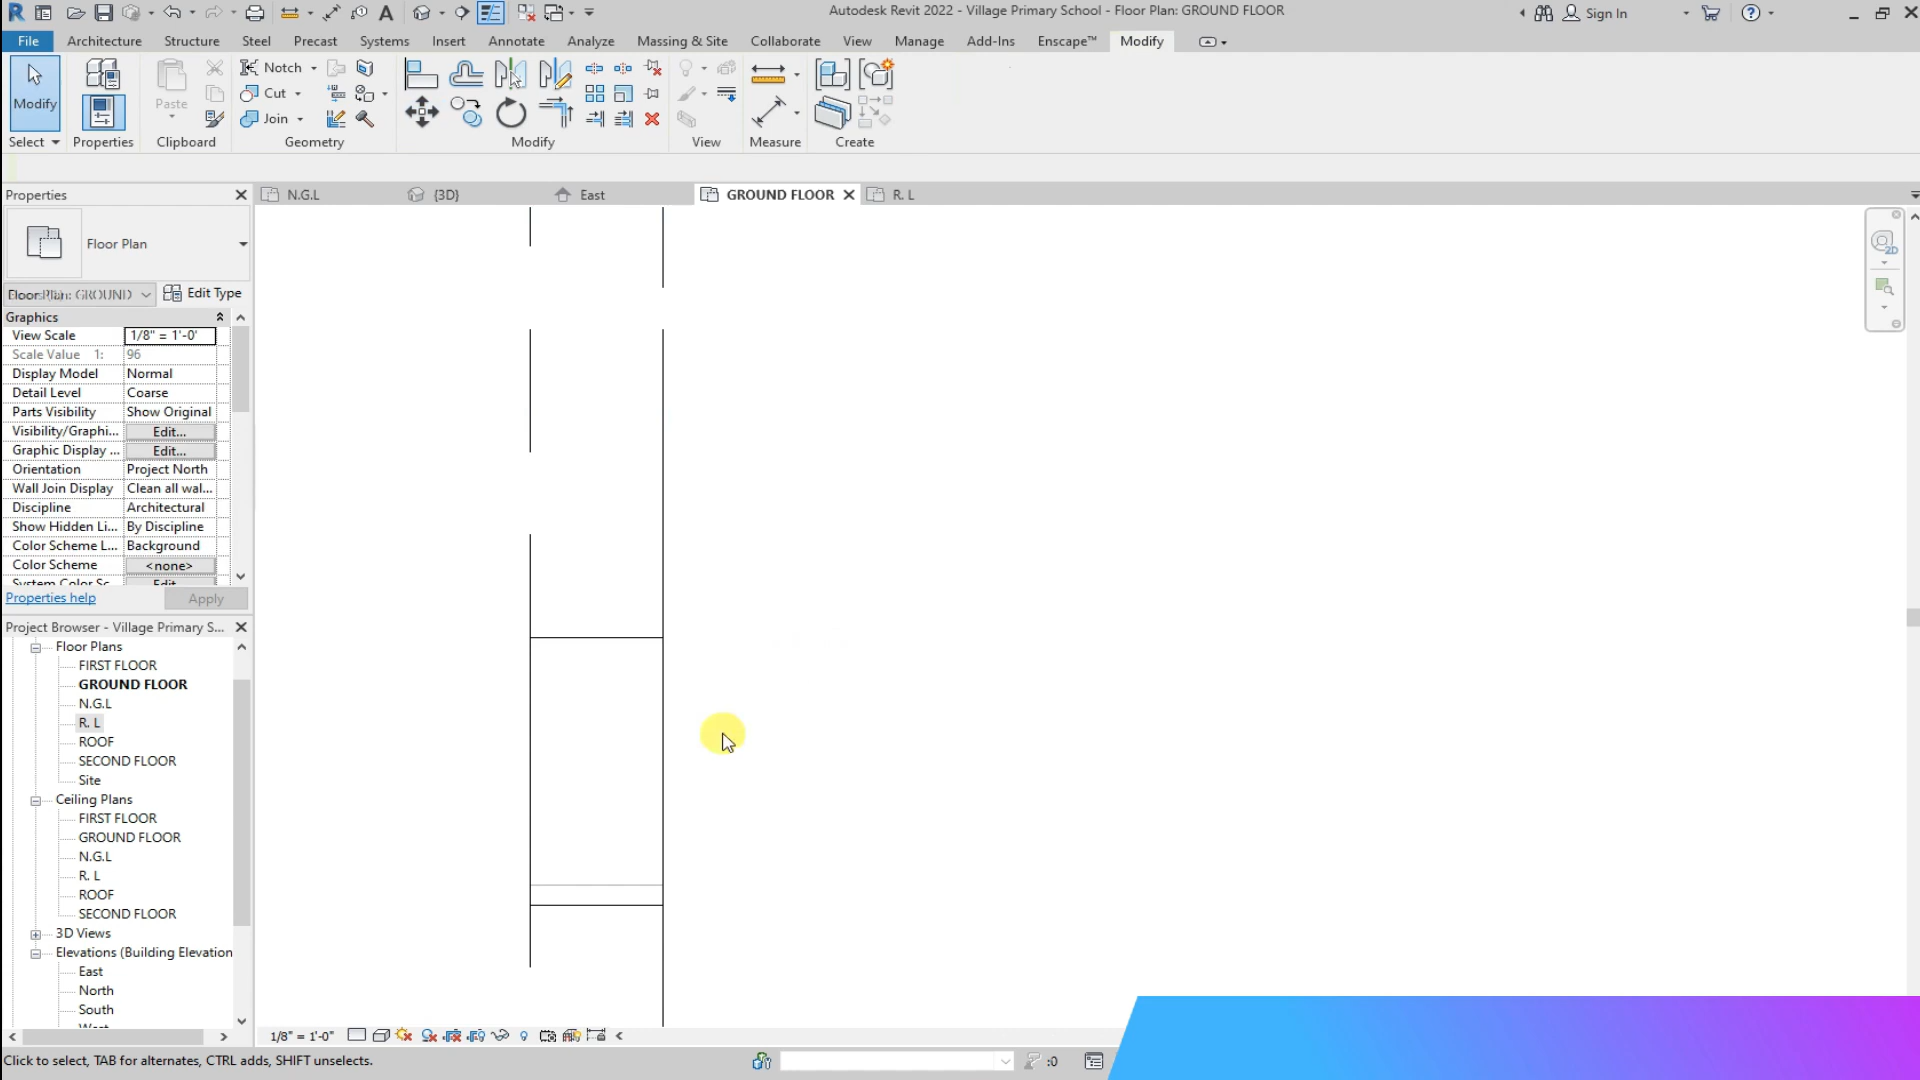 Autodesk Revit 2022 - Village Primary School - Floor Plan: GROUND FLOOR
Sign In
File Architecture Structure Steel Precast Systems Insert Annotate Analyze Massing & Site Collaborate View Manage Add-Ins Enscape™ Modify
Modify
Paste
Notch
Cut
Join
Select Properties Clipboard Geometry Modify View Measure Create
Properties
N.G.L {3D} East GROUND FLOOR R. L
Floor Plan
Edit Type
Graphics
View Scale 1/8" = 1'-0'
Scale Value 1: 96
Display Model Normal
Detail Level Coarse
Parts Visibility Show Original
Visibility/Graphi... Edit...
Graphic Display ... Edit...
Orientation Project North
Wall Join Display Clean all wal...
Discipline Architectural
Show Hidden Li... By Discipline
Color Scheme L... Background
Color Scheme <none>
Properties help Apply
Project Browser - Village Primary S...
Floor Plans
FIRST FLOOR
GROUND FLOOR
N.G.L
R. L
ROOF
SECOND FLOOR
Site
Ceiling Plans
FIRST FLOOR
GROUND FLOOR
N.G.L
R. L
ROOF
SECOND FLOOR
3D Views
Elevations (Building Elevation
East
North
South
1/8" = 1'-0"
Click to select, TAB for alternates, CTRL adds, SHIFT unselects.
:0
2D